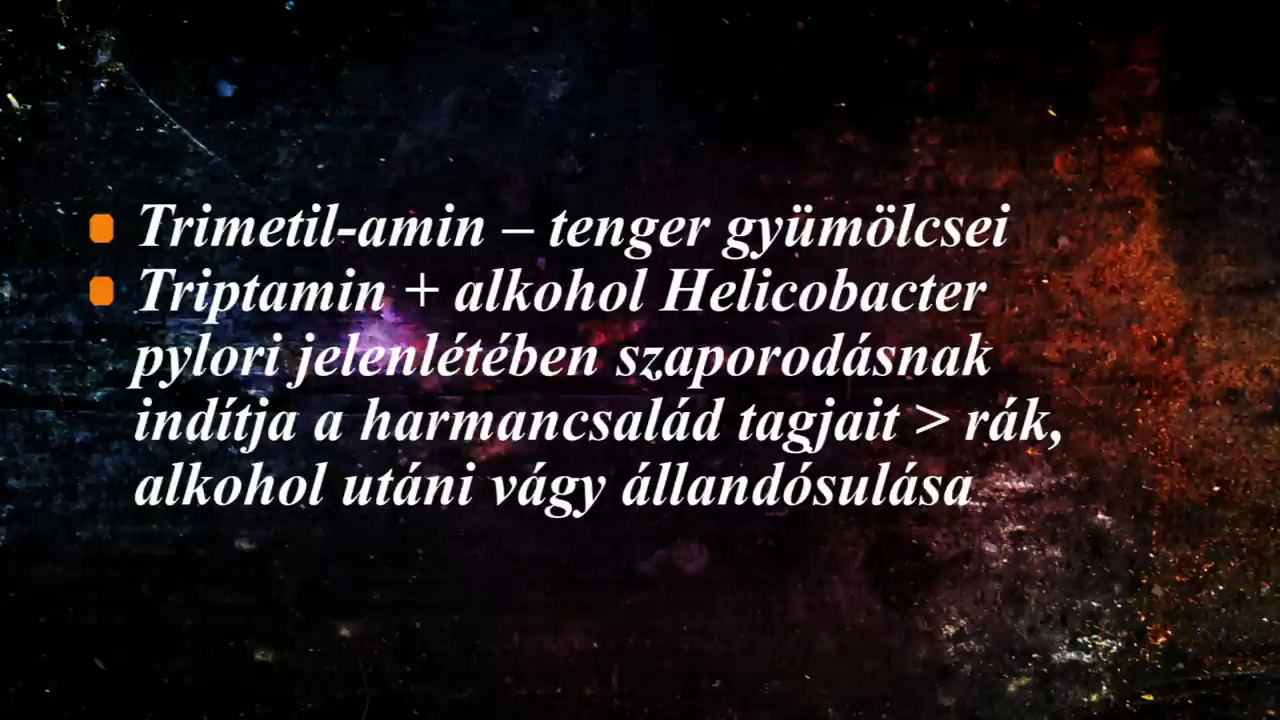 Trimetil-amin – tenger gyümölcsei
Triptamin + alkohol Helicobacter
pylori jelenlétében szaporodásnak
indítja a harmancsalád tagjait > rák,
alkohol utáni vágy állandósulása